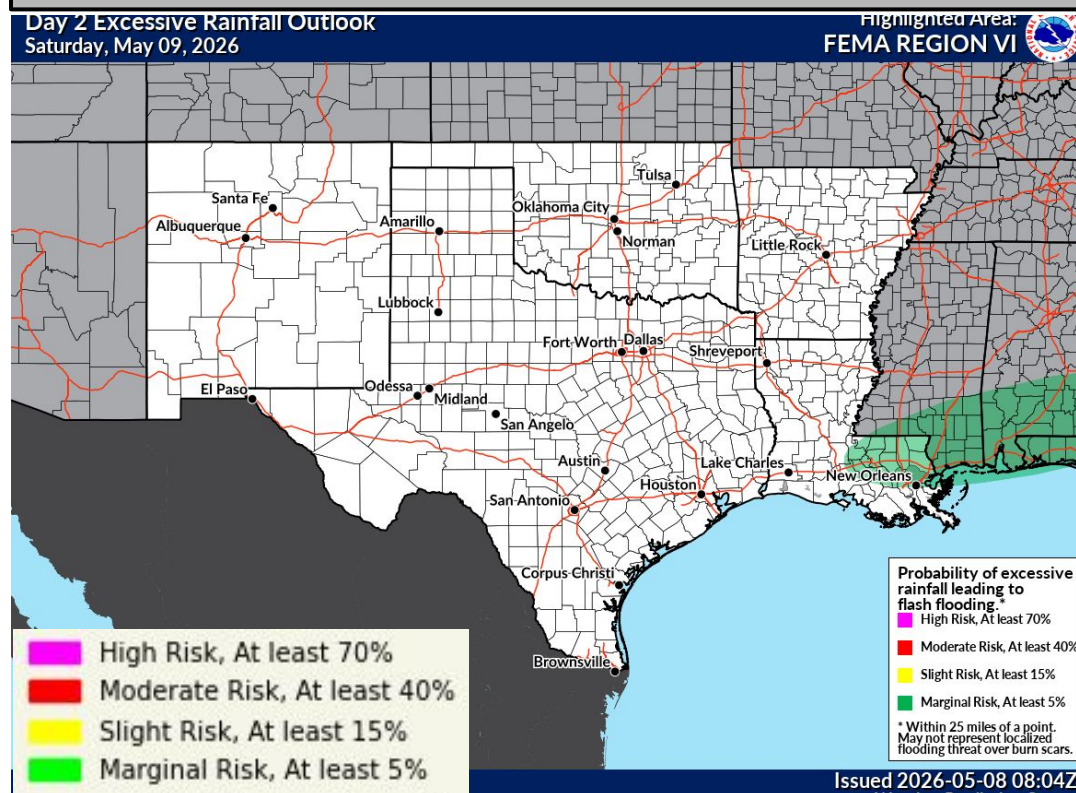 Day 2 Excessive Rainfall Outlook
Saturday, May 09, 2026
Highlighted Area:
FEMA REGION VI
Santa Fe
Albuquerque
Amarillo
Tulsa
Oklahoma City
Norman
Little Rock
Lubbock
Fort Worth
Dallas
Shreveport
El Paso
Odessa
Midland
San Angelo
Austin
Lake Charles
New Orleans
Houston
San Antonio
Corpus Christi
Brownsville
Probability of excessive
rainfall leading to
flash flooding.*
High Risk, At least 70%
Moderate Risk, At least 40%
Slight Risk, At least 15%
Marginal Risk, At least 5%
* Within 25 miles of a point.
May not represent localized
flooding threat over burn scars.
High Risk, At least 70%
Moderate Risk, At least 40%
Slight Risk, At least 15%
Marginal Risk, At least 5%
Issued 2026-05-08 08:04Z